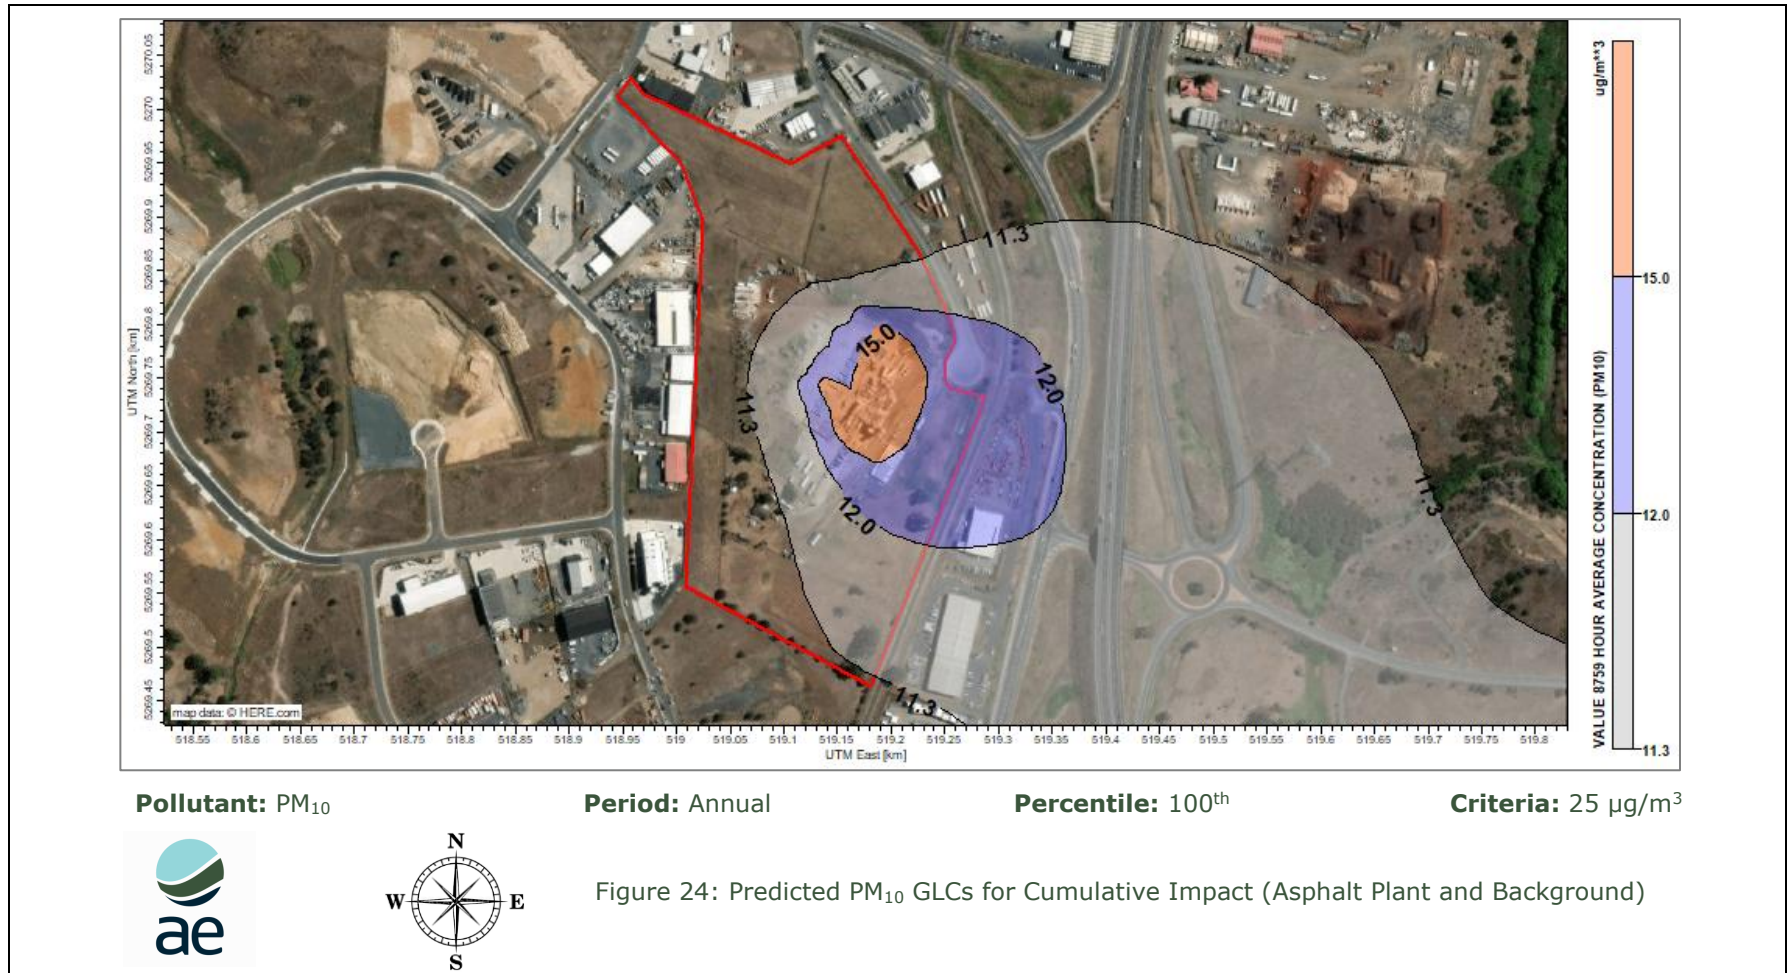 5270.05
5270
5269.95
5269.9
5269.85
5269.8
5269.75
5269.7
5269.65
5269.6
5269.55
5269.5
5269.45
UTM North [km]
11.3
15.0
12.0
11.3
12.0
11.3
11.3
map data: © HERE.com
518.55 518.6 518.65 518.7 518.75 518.8 518.85 518.9 518.95 519 519.05 519.1 519.15 519.2 519.25 519.3 519.35 519.4 519.45 519.5 519.55 519.6 519.65 519.7 519.75 519.8
UTM East [km]
ug/m**3
VALUE 8759 HOUR AVERAGE CONCENTRATION (PM10)
15.0
12.0
11.3
Pollutant: PM₁₀ Period: Annual Percentile: 100ᵗʰ Criteria: 25 µg/m³
ae
N
W E
S
Figure 24: Predicted PM₁₀ GLCs for Cumulative Impact (Asphalt Plant and Background)